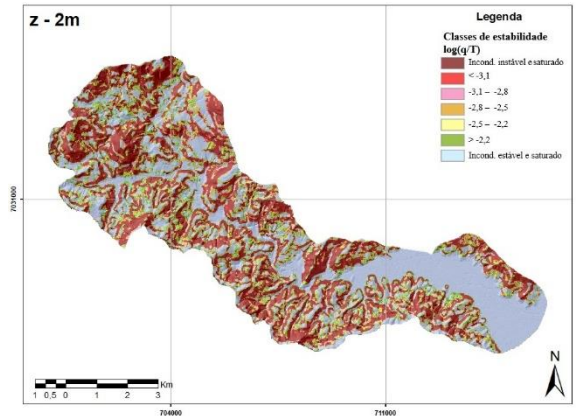 z - 2m
Legenda
Classes de estabilidade
log(q/T)
Incond. instável e saturado
< -3,1
-3,1 – -2,8
-2,8 – -2,5
-2,5 – -2,2
> -2,2
Incond. estável e saturado
7031000
N
Km
1 0,5 0 1 2 3
704000
711000